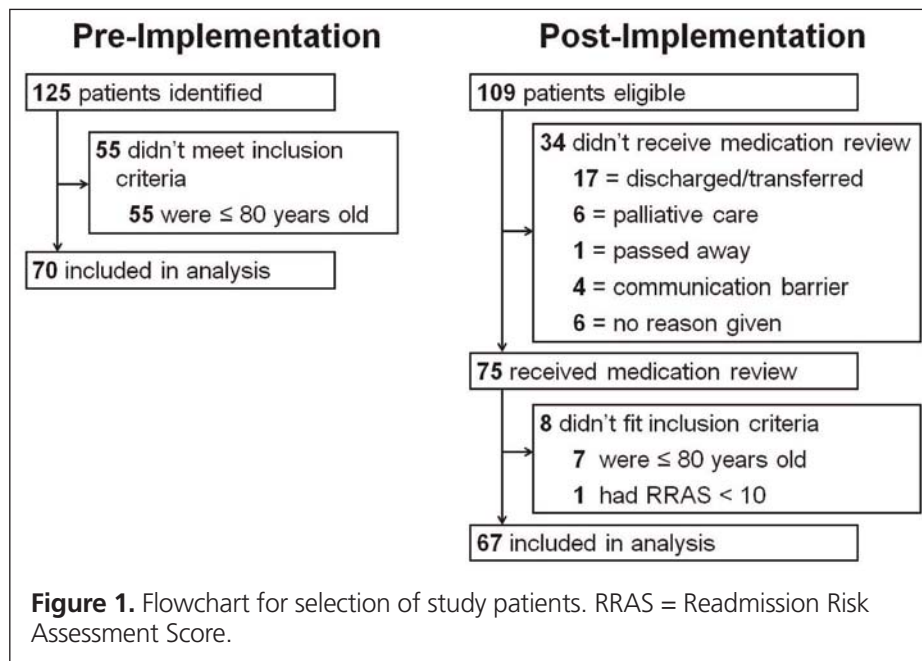 Pre-Implementation
125 patients identified
55 didn't meet inclusion
criteria
55 were ≤ 80 years old
70 included in analysis
Post-Implementation
109 patients eligible
34 didn't receive medication review
17 = discharged/transferred
6 = palliative care
1 = passed away
4 = communication barrier
6 = no reason given
75 received medication review
8 didn't fit inclusion criteria
7 were ≤ 80 years old
1 had RRAS < 10
67 included in analysis
Figure 1. Flowchart for selection of study patients. RRAS = Readmission Risk
Assessment Score.